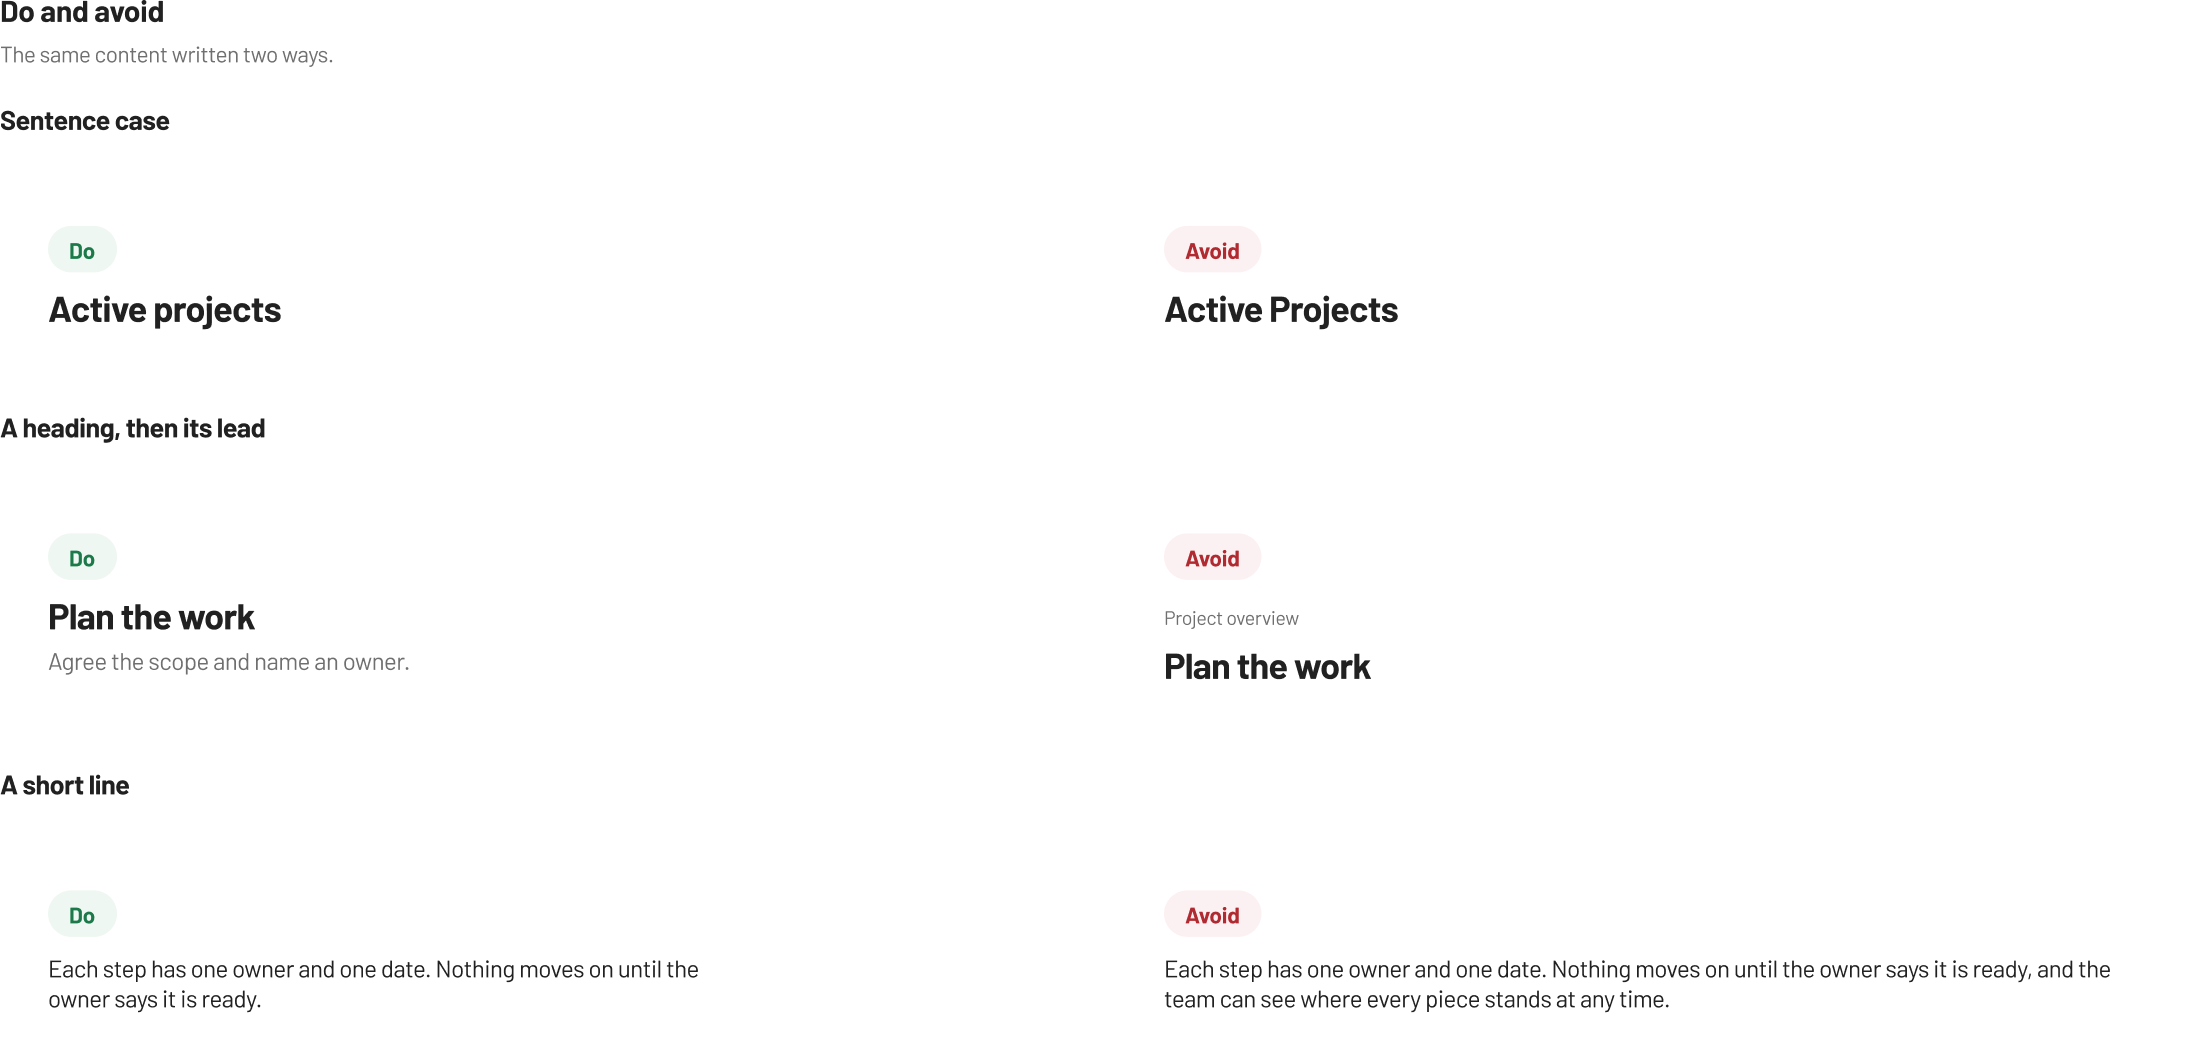 Do and avoid
The same content written two ways.
Sentence case
Do
Active projects
Avoid
Active Projects
A heading, then its lead
Do
Plan the work
Agree the scope and name an owner.
Avoid
Project overview
Plan the work
A short line
Do
Each step has one owner and one date. Nothing moves on until the
owner says it is ready.
Avoid
Each step has one owner and one date. Nothing moves on until the owner says it is ready, and the
team can see where every piece stands at any time.